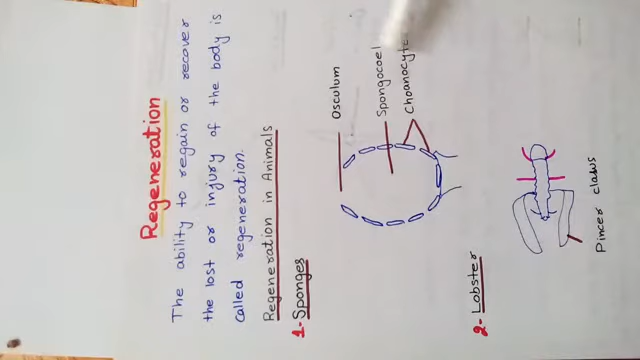 Regeneration
The ability to regain or recover
the lost or injury of the body is
called regeneration.
Regeneration in Animals
1- Sponges
Osculum
Spongocoel
2- Lobster
Pincer claws